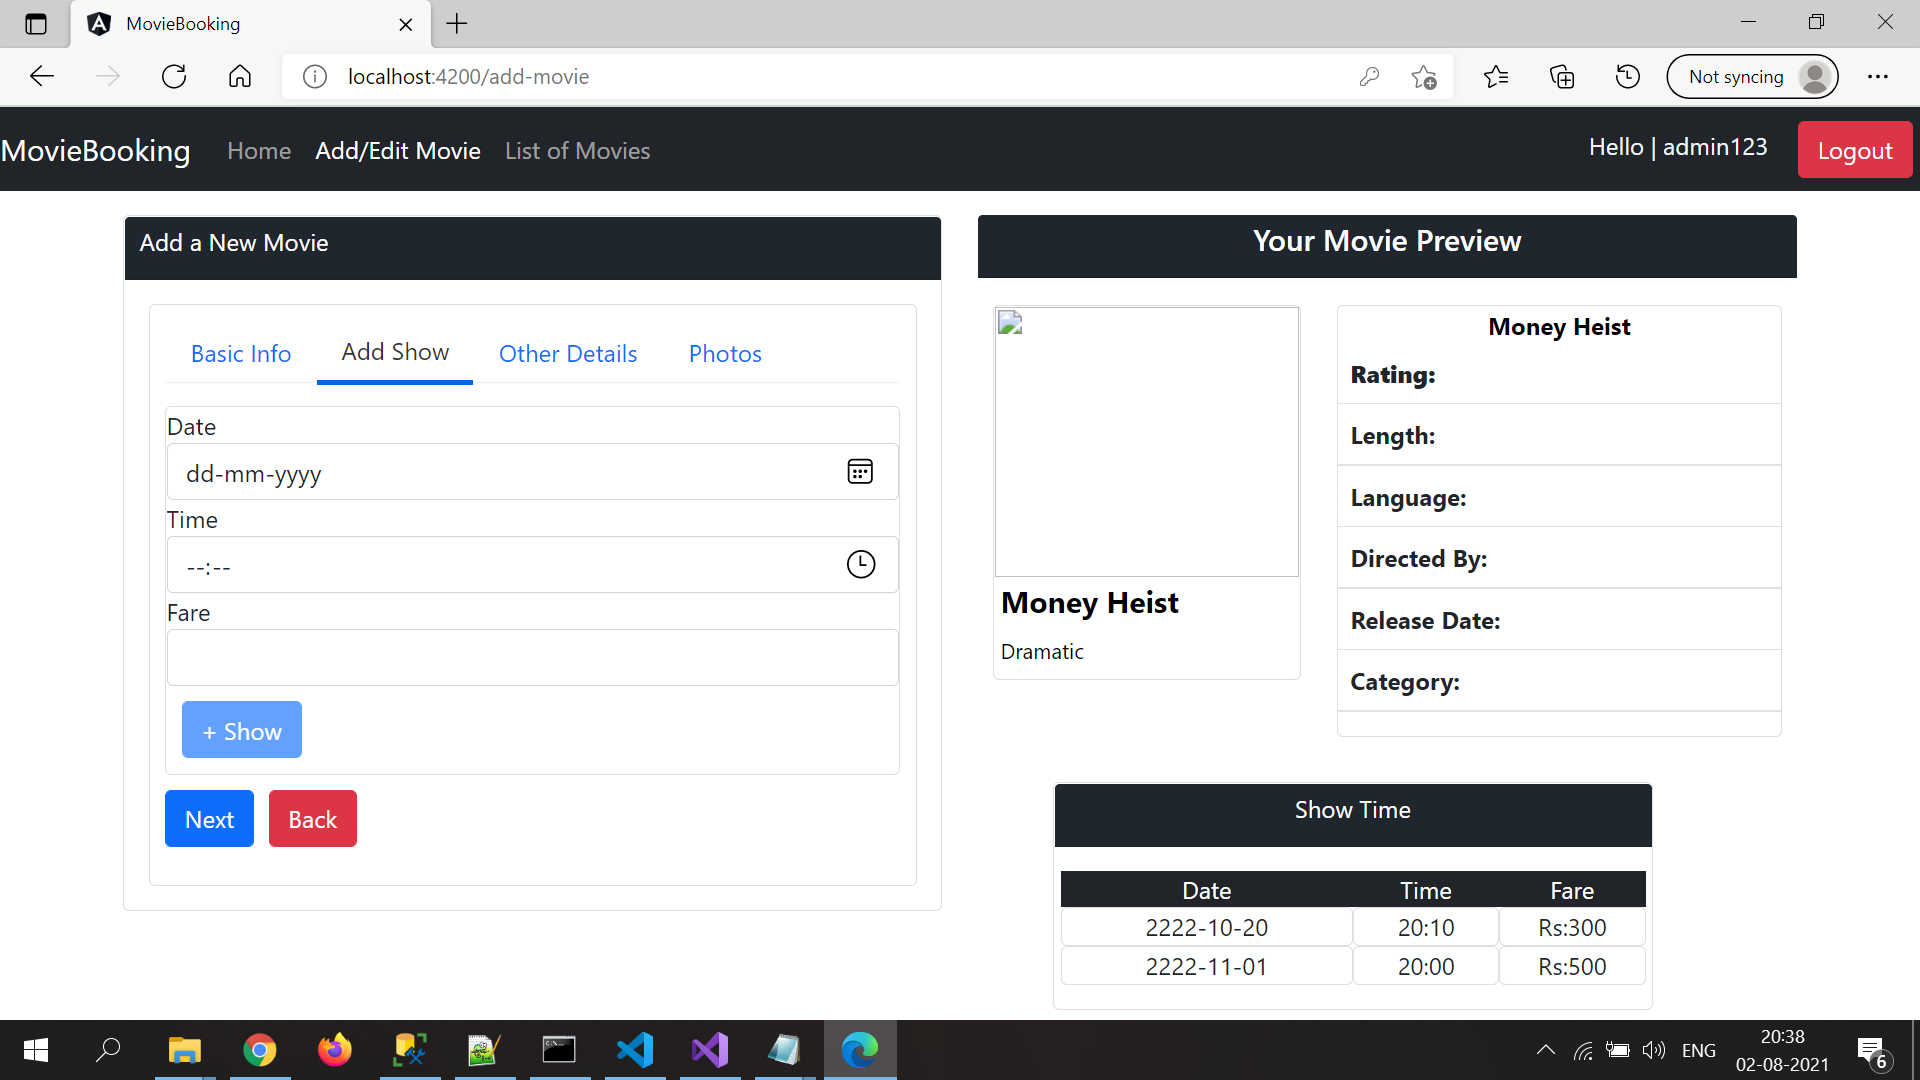 MovieBooking
localhost:4200/add-movie
Not syncing
MovieBooking Home Add/Edit Movie List of Movies Hello | admin123 Logout
Add a New Movie
Basic Info Add Show Other Details Photos
Date
dd-mm-yyyy
Time
--:--
Fare
+ Show
Next Back
Your Movie Preview
Money Heist
Dramatic
Money Heist
Rating:
Length:
Language:
Directed By:
Release Date:
Category:
Show Time
Date Time Fare
2222-10-20 20:10 Rs:300
2222-11-01 20:00 Rs:500
ENG
20:38
02-08-2021
6